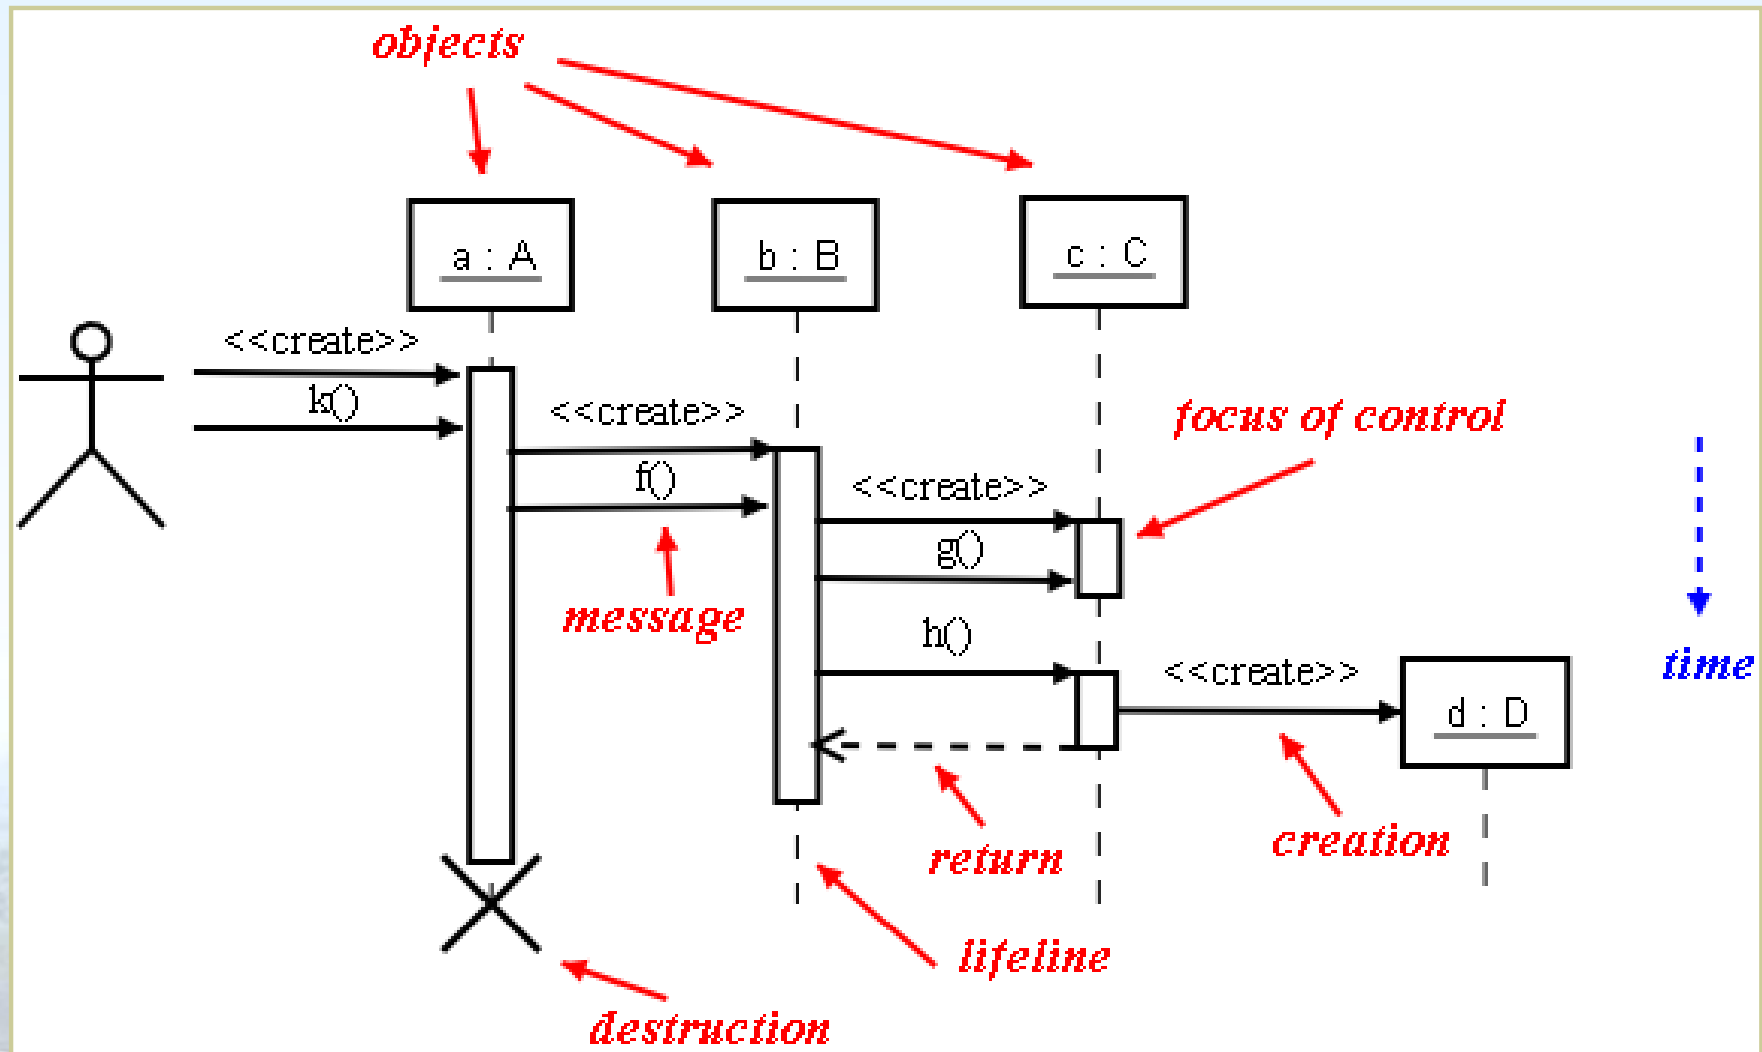 objects
a : A
b : B
c : C
<<create>>
k()
<<create>>
focus of control
f()
<<create>>
g()
message
h()
<<create>>
time
d : D
return
creation
lifeline
destruction